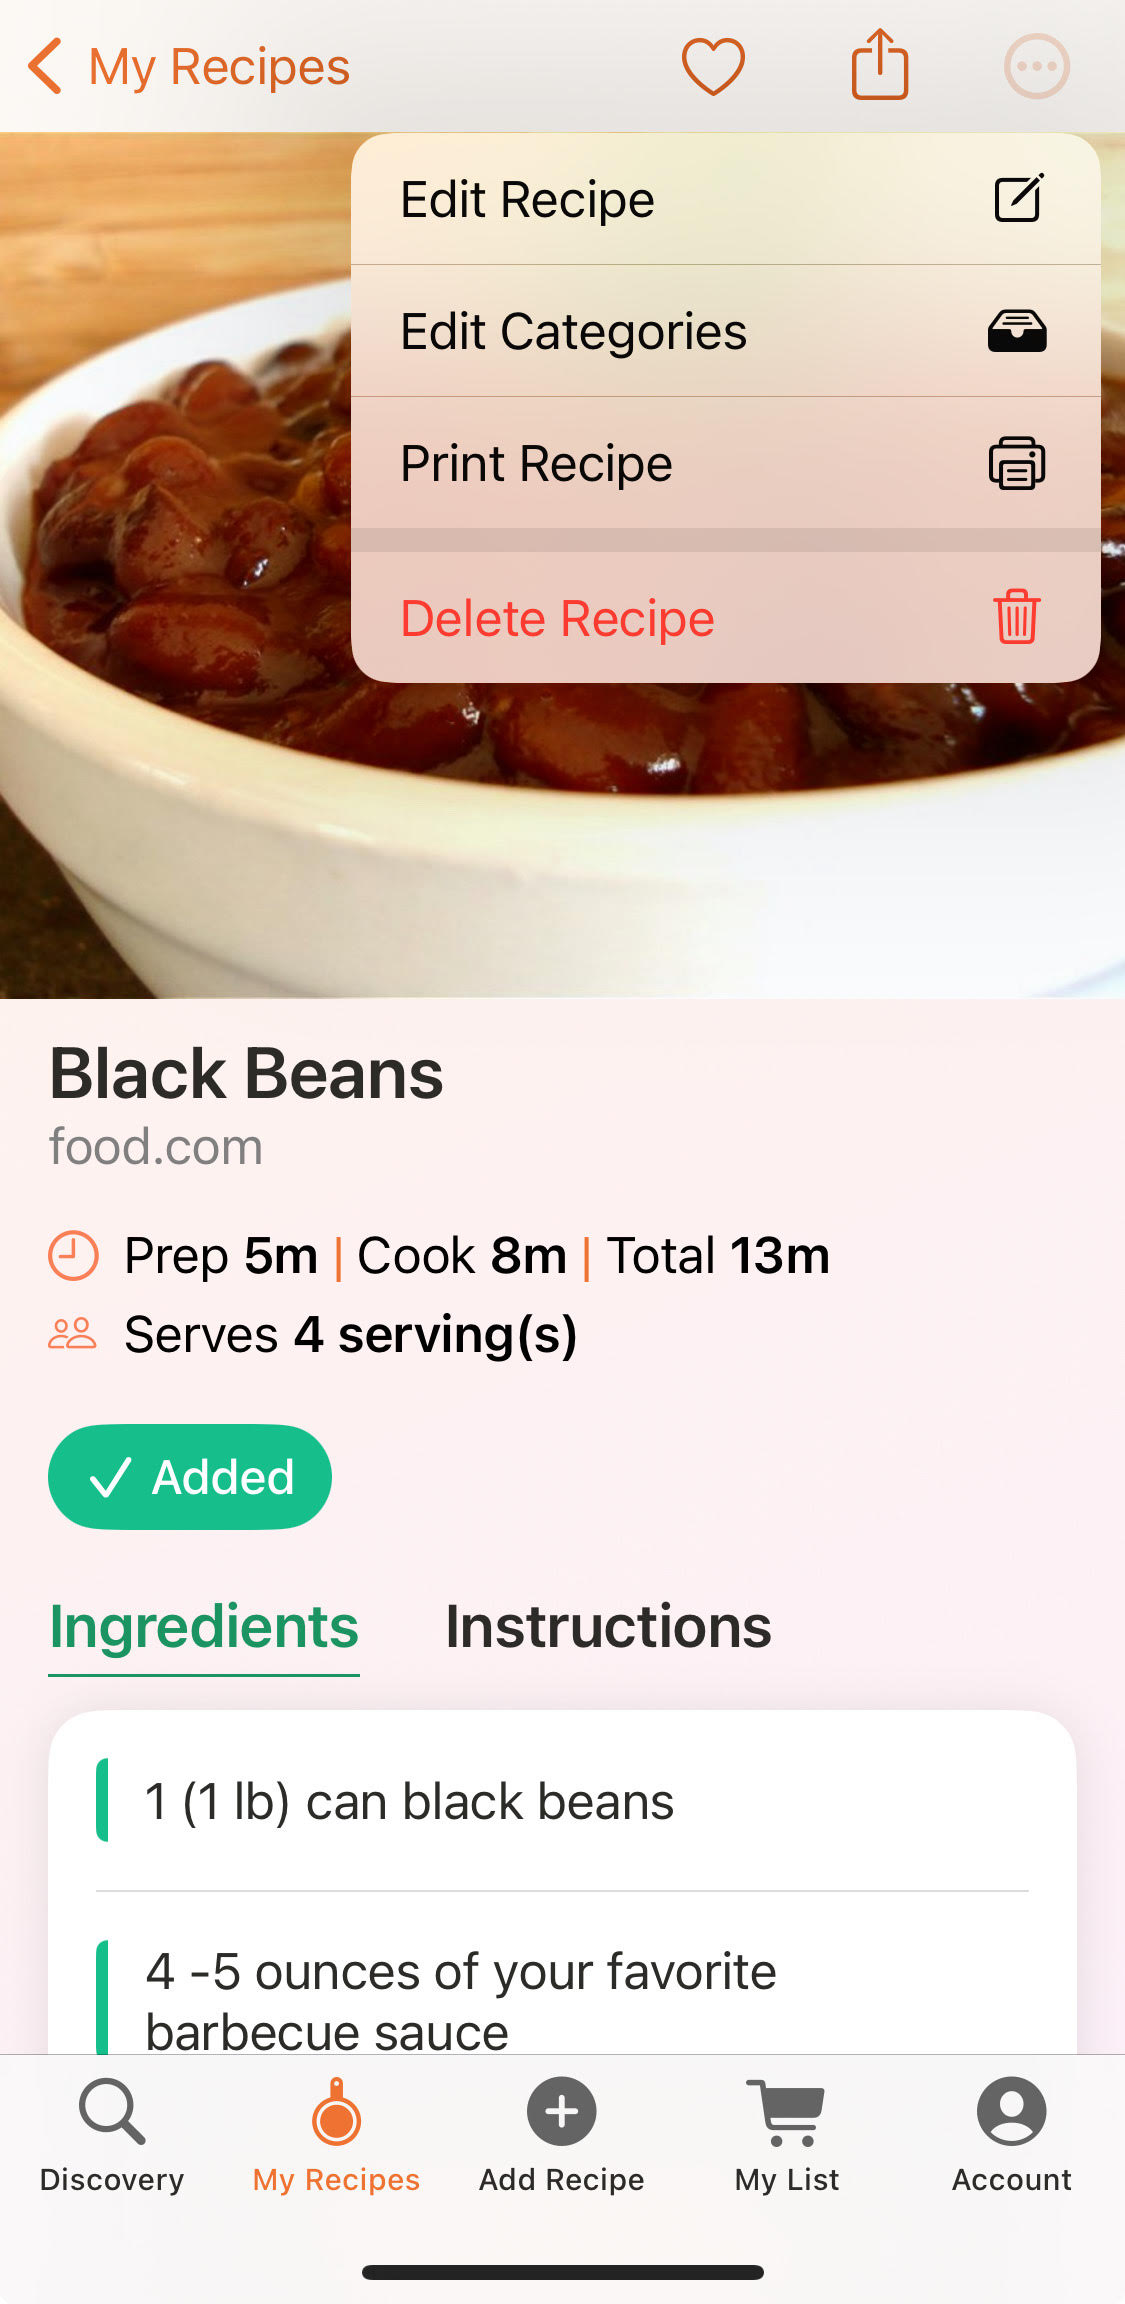 My Recipes
Edit Recipe
Edit Categories
Print Recipe
Delete Recipe
Black Beans
food.com
Prep 5m | Cook 8m | Total 13m
Serves 4 serving(s)
Added
Ingredients Instructions
1 (1 lb) can black beans
4 -5 ounces of your favorite
barbecue sauce
Discovery My Recipes Add Recipe My List Account